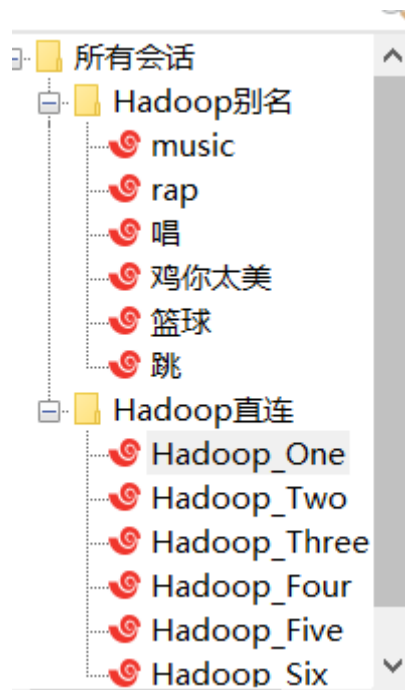 所有会话
Hadoop别名
music
rap
唱
鸡你太美
篮球
跳
Hadoop直连
Hadoop_One
Hadoop_Two
Hadoop_Three
Hadoop_Four
Hadoop_Five
Hadoop_Six